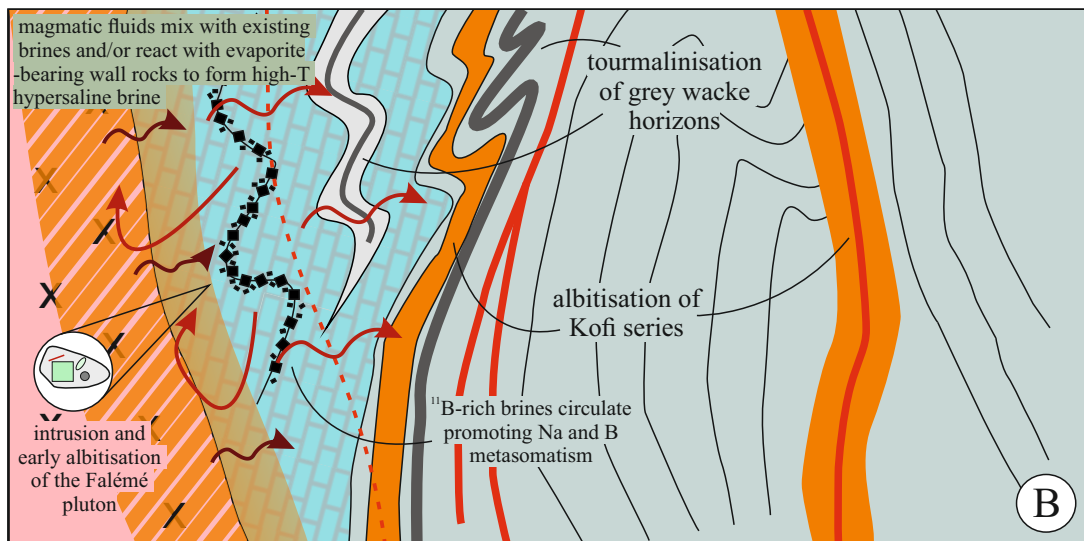 magmatic fluids mix with existing
brines and/or react with evaporite
-bearing wall rocks to form high-T
hypersaline brine
tourmalinisation
of grey wacke
horizons
albitisation of
Kofi series
¹¹B-rich brines circulate
promoting Na and B
metasomatism
intrusion and
early albitisation
of the Falémé
pluton
B